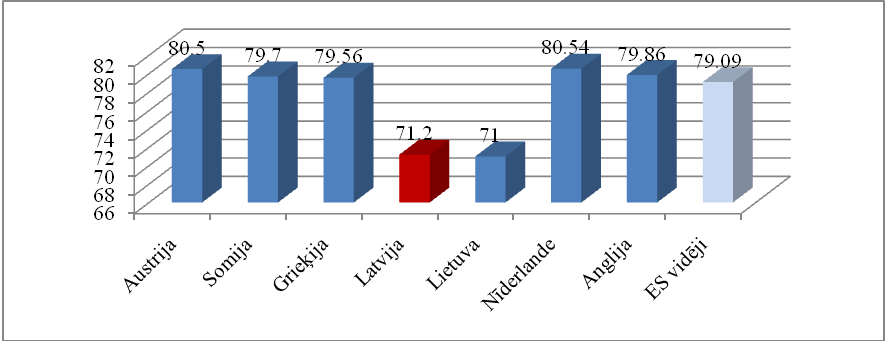 80.5
79.7
79.56
71.2
71
80.54
79.86
79.09
82
80
78
76
74
72
70
68
66
Austrija
Somija
Grieķija
Latvija
Lietuva
Nīderlande
Anglija
ES vidēji